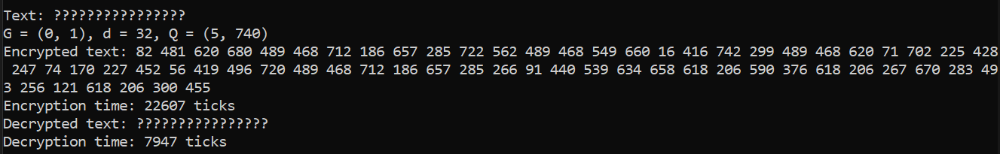 Text: ????????????????
G = (0, 1), d = 32, Q = (5, 740)
Encrypted text: 82 481 620 680 489 468 712 186 657 285 722 562 489 468 549 660 16 416 742 299 489 468 620 71 702 225 428
247 74 170 227 452 56 419 496 720 489 468 712 186 657 285 266 91 440 539 634 658 618 206 590 376 618 206 267 670 283 49
3 256 121 618 206 300 455
Encryption time: 22607 ticks
Decrypted text: ????????????????
Decryption time: 7947 ticks